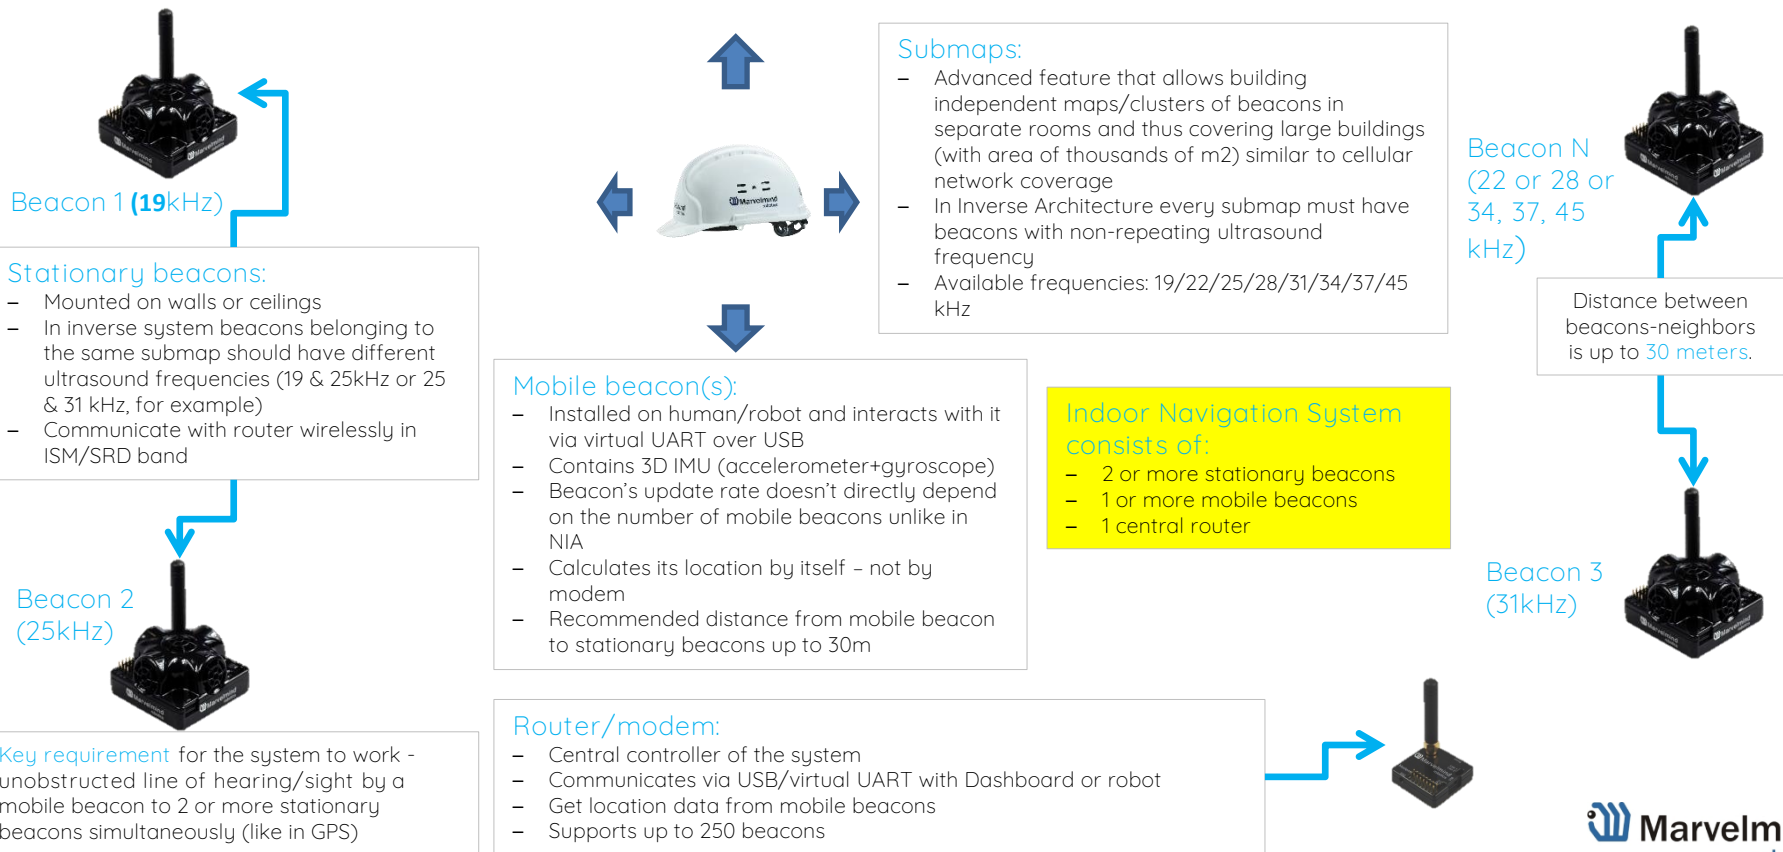 Beacon 1 (19kHz)
Stationary beacons:
– Mounted on walls or ceilings
– In inverse system beacons belonging to
the same submap should have different
ultrasound frequencies (19 & 25kHz or 25
& 31 kHz, for example)
– Communicate with router wirelessly in
ISM/SRD band
Beacon 2
(25kHz)
Key requirement for the system to work -
unobstructed line of hearing/sight by a
mobile beacon to 2 or more stationary
beacons simultaneously (like in GPS)
Marvelmind
Mobile beacon(s):
– Installed on human/robot and interacts with it
via virtual UART over USB
– Contains 3D IMU (accelerometer+gyroscope)
– Beacon's update rate doesn't directly depend
on the number of mobile beacons unlike in
NIA
– Calculates its location by itself – not by
modem
– Recommended distance from mobile beacon
to stationary beacons up to 30m
Router/modem:
– Central controller of the system
– Communicates via USB/virtual UART with Dashboard or robot
– Get location data from mobile beacons
– Supports up to 250 beacons
Submaps:
– Advanced feature that allows building
independent maps/clusters of beacons in
separate rooms and thus covering large buildings
(with area of thousands of m2) similar to cellular
network coverage
– In Inverse Architecture every submap must have
beacons with non-repeating ultrasound
frequency
– Available frequencies: 19/22/25/28/31/34/37/45
kHz
Indoor Navigation System
consists of:
– 2 or more stationary beacons
– 1 or more mobile beacons
– 1 central router
Beacon N
(22 or 28 or
34, 37, 45
kHz)
Distance between
beacons-neighbors
is up to 30 meters.
Beacon 3
(31kHz)
Marvelm